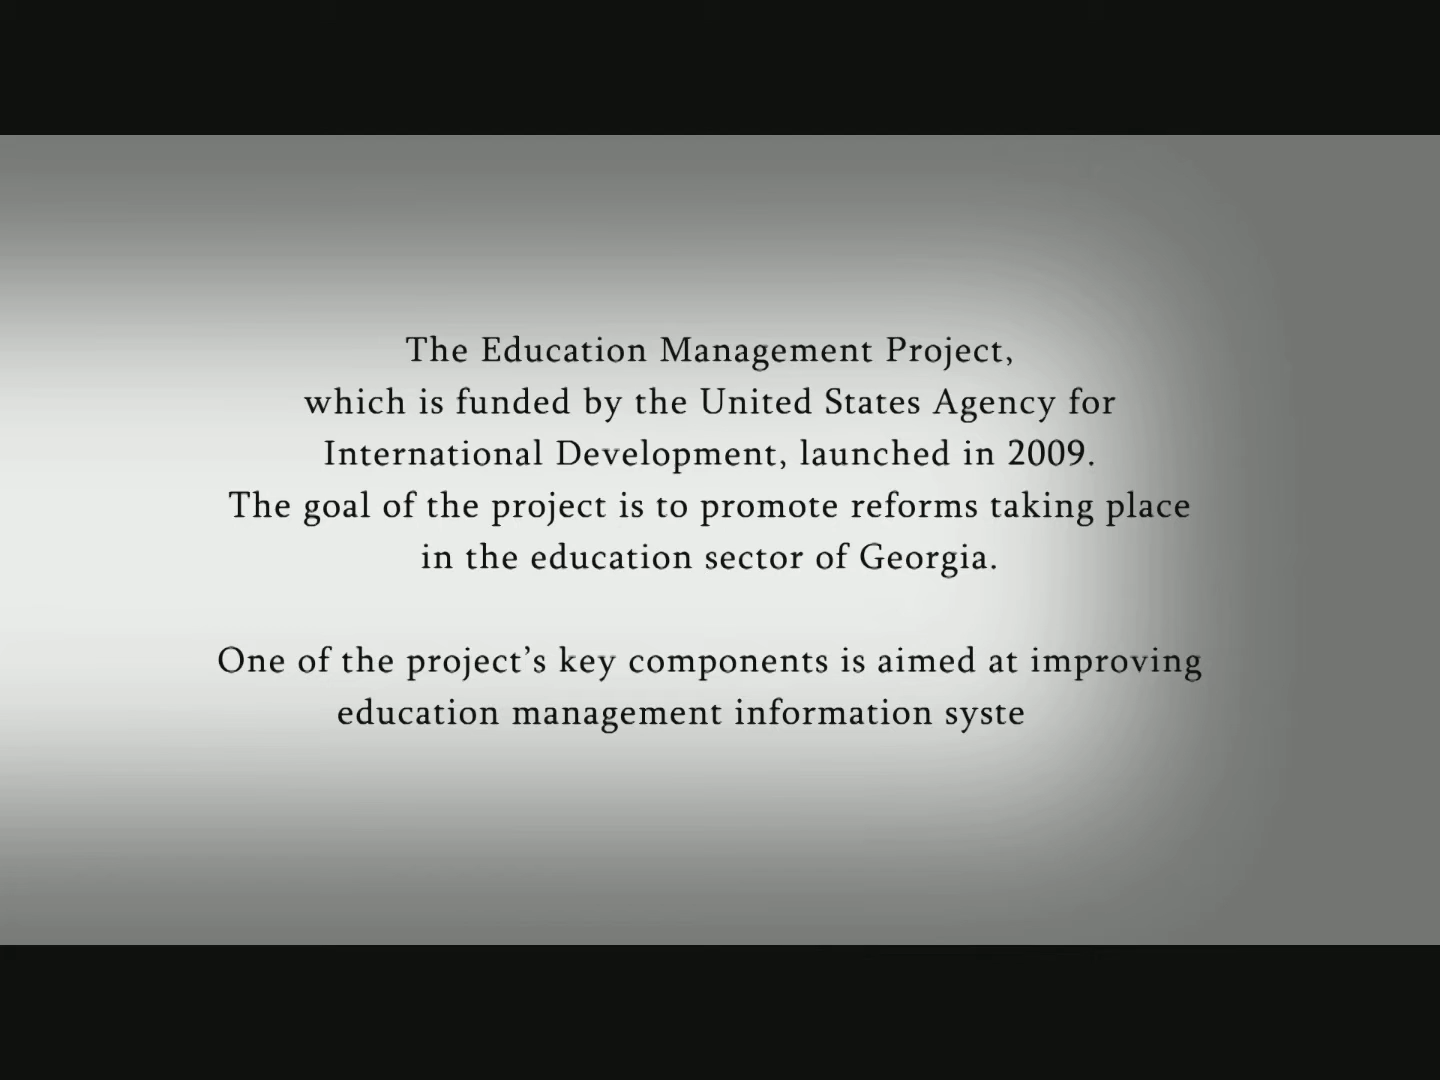 The Education Management Project,
which is funded by the United States Agency for
International Development, launched in 2009.
The goal of the project is to promote reforms taking place
in the education sector of Georgia.
One of the project’s key components is aimed at improving
education management information syste